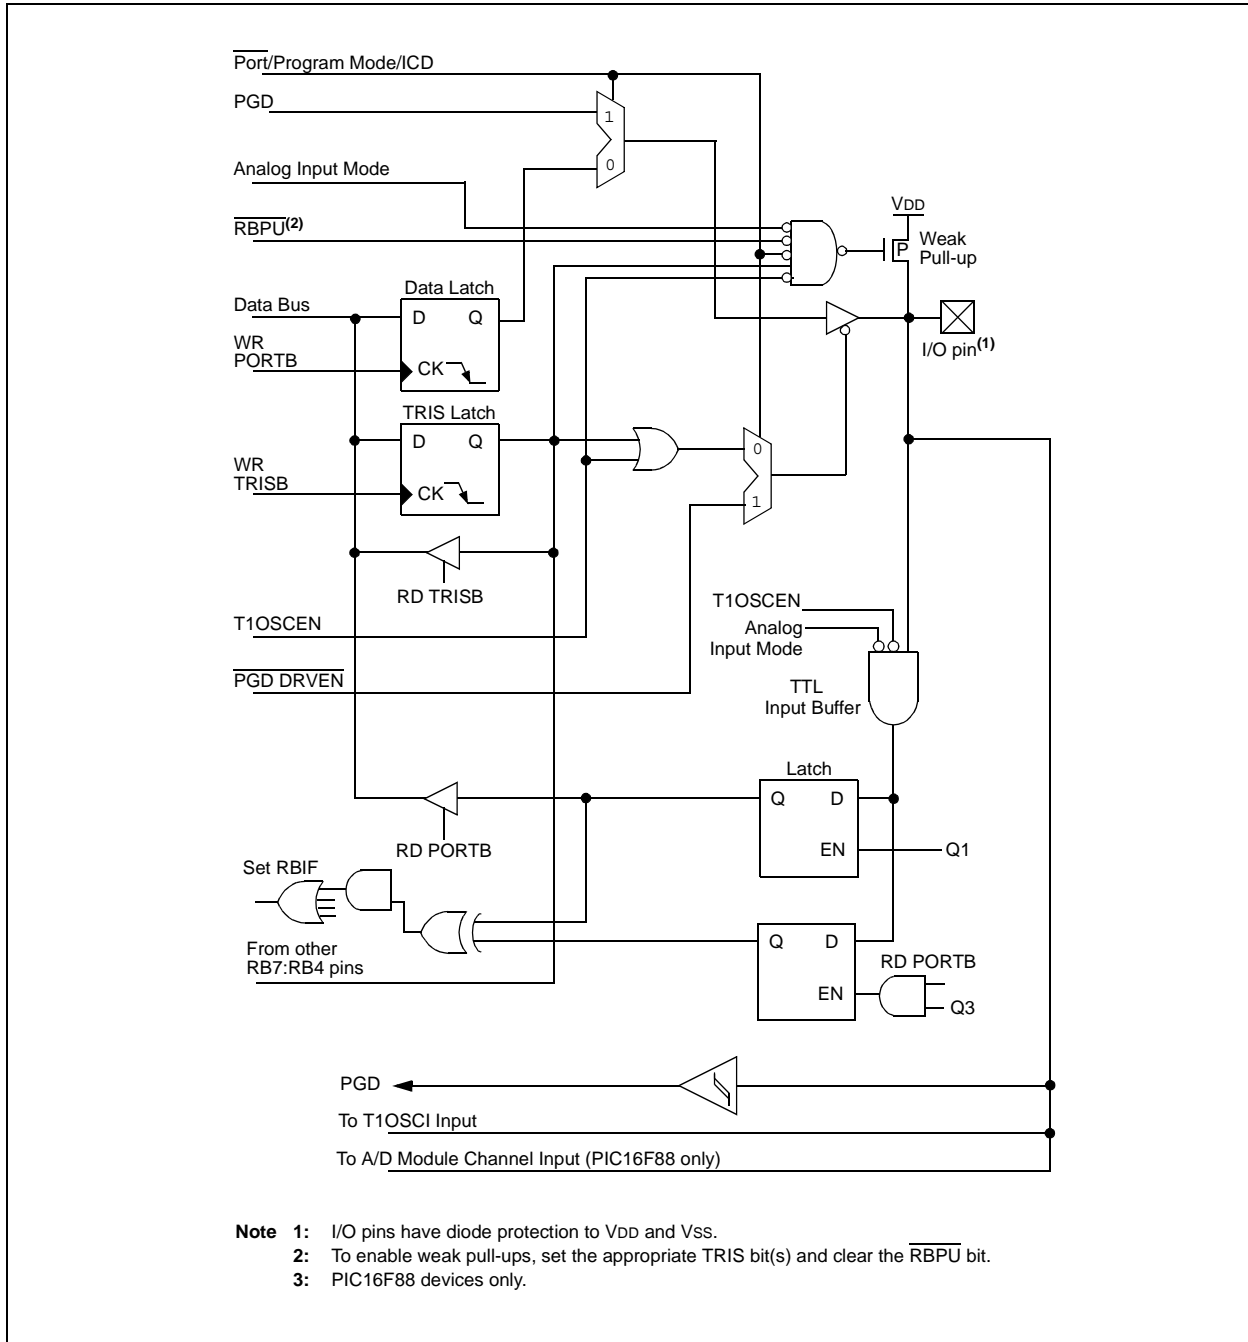 Port/Program Mode/ICD
PGD
1
Analog Input Mode
0
RBPU(2)
VDD
P
Weak
Pull-up
Data Latch
Data Bus
D Q
WR
PORTB
CK
I/O pin(1)
TRIS Latch
D Q
0
WR
TRISB
CK
1
RD TRISB
T1OSCEN
T1OSCEN
Analog
Input Mode
PGD DRVEN
TTL
Input Buffer
Latch
Q D
RD PORTB
EN
Q1
Set RBIF
From other
RB7:RB4 pins
Q D
RD PORTB
EN
Q3
PGD
To T1OSCI Input
To A/D Module Channel Input (PIC16F88 only)
Note 1: I/O pins have diode protection to VDD and VSS.
2: To enable weak pull-ups, set the appropriate TRIS bit(s) and clear the RBPU bit.
3: PIC16F88 devices only.